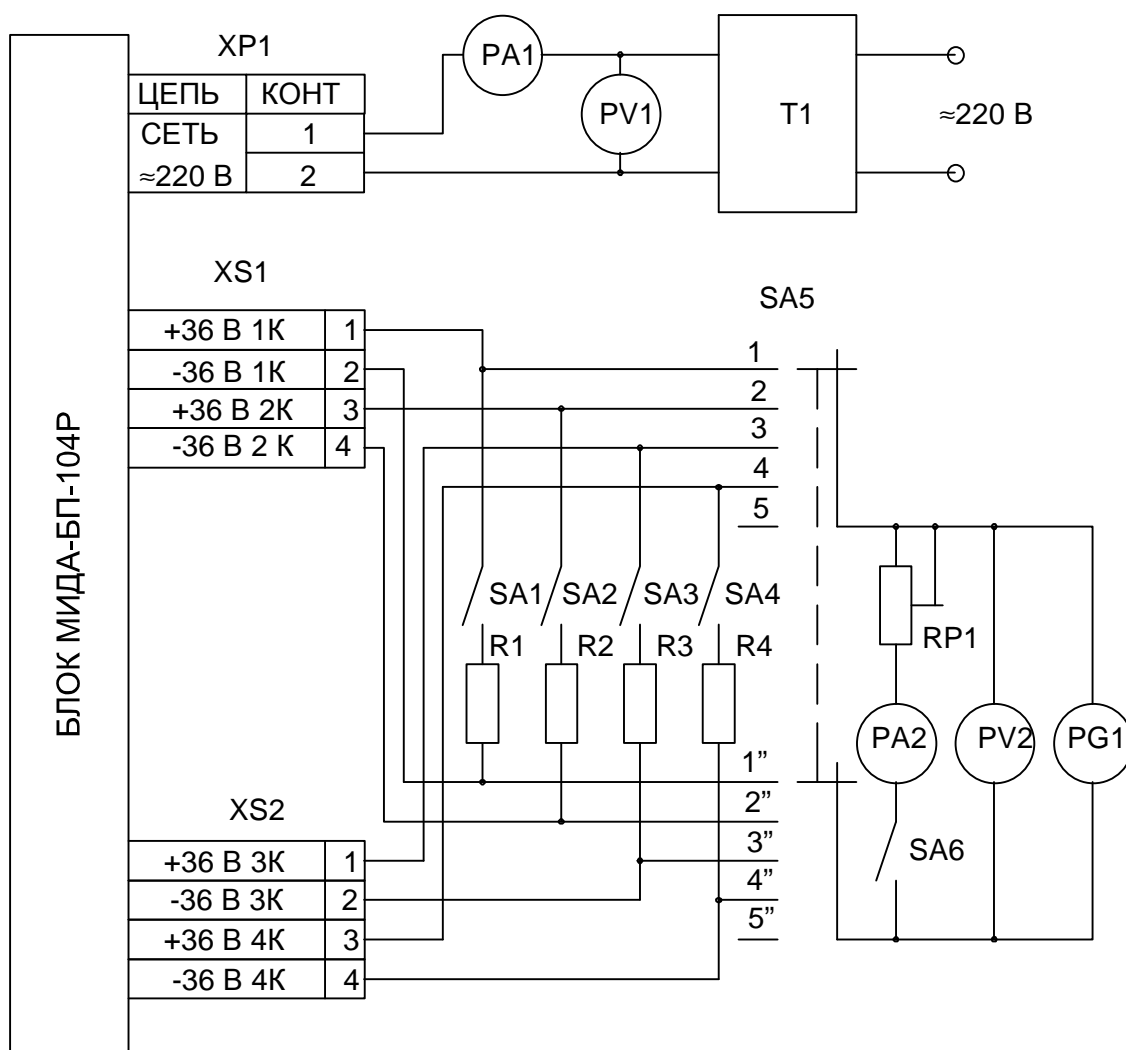 XP1
ЦЕПЬ КОНТ
СЕТЬ 1
≈220 В 2
PA1
PV1
T1
≈220 В
XS1
+36 В 1К 1
-36 В 1К 2
+36 В 2К 3
-36 В 2 К 4
БЛОК МИДА-БП-104Р
SA5
1
2
3
4
5
SA1 SA2 SA3 SA4
R1 R2 R3 R4
RP1
PA2 PV2 PG1
SA6
1”
2”
3”
4”
5”
XS2
+36 В 3К 1
-36 В 3К 2
+36 В 4К 3
-36 В 4К 4